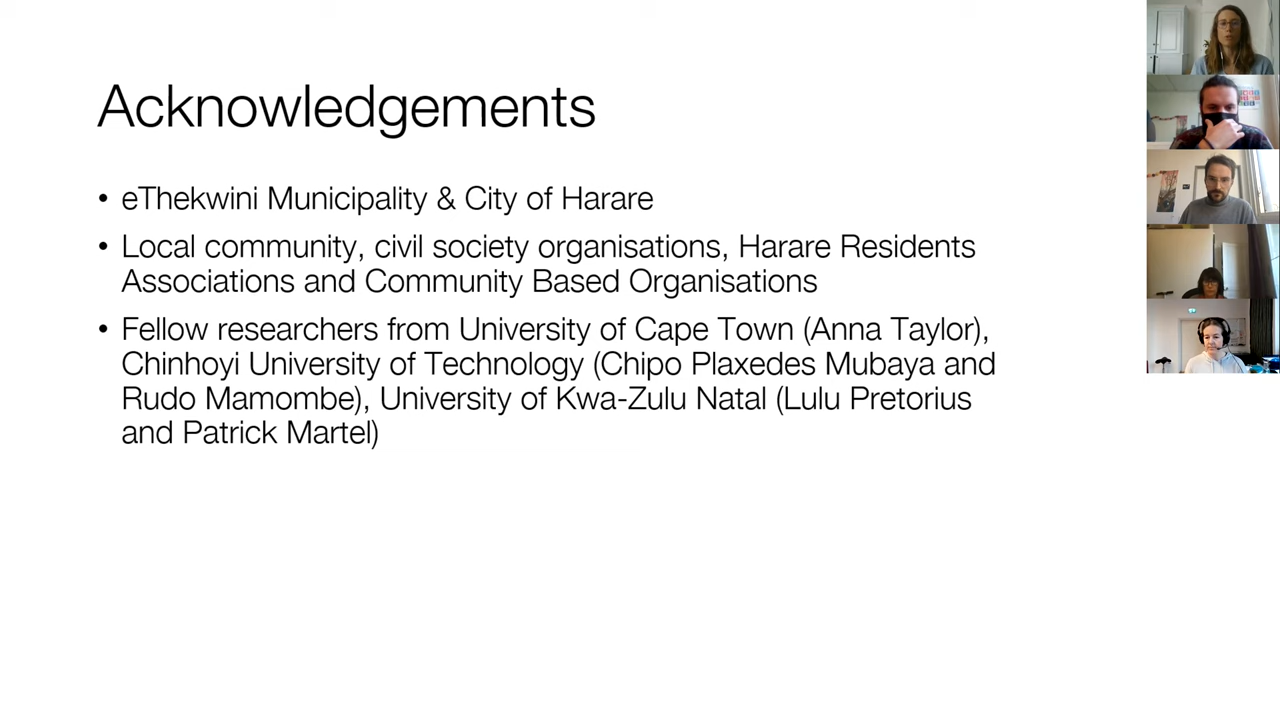 Acknowledgements
• eThekwini Municipality & City of Harare
• Local community, civil society organisations, Harare Residents
Associations and Community Based Organisations
• Fellow researchers from University of Cape Town (Anna Taylor),
Chinhoyi University of Technology (Chipo Plaxedes Mubaya and
Rudo Mamombe), University of Kwa-Zulu Natal (Lulu Pretorius
and Patrick Martel)